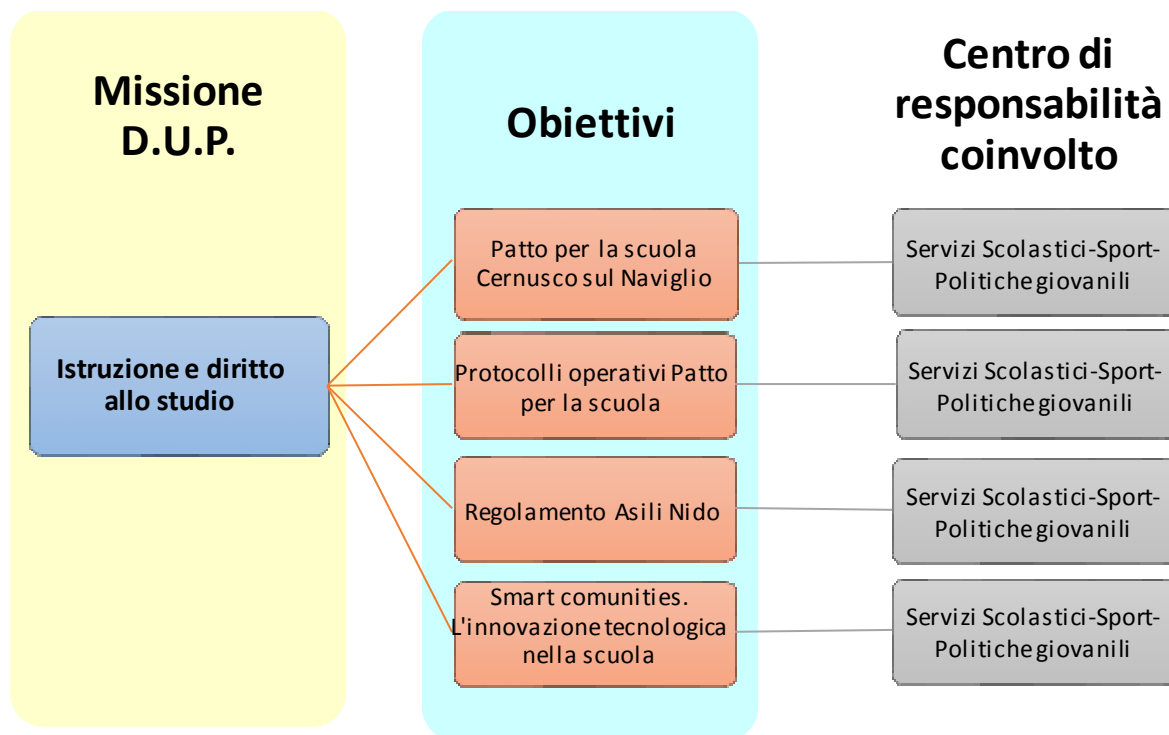 Missione
D.U.P.
Obiettivi
Centro di
responsabilità
coinvolto
Istruzione e diritto
allo studio
Patto per la scuola
Cernusco sul Naviglio
Servizi Scolastici-Sport-
Politiche giovanili
Protocolli operativi Patto
per la scuola
Servizi Scolastici-Sport-
Politiche giovanili
Regolamento Asili Nido
Servizi Scolastici-Sport-
Politiche giovanili
Smart comunities.
L'innovazione tecnologica
nella scuola
Servizi Scolastici-Sport-
Politiche giovanili